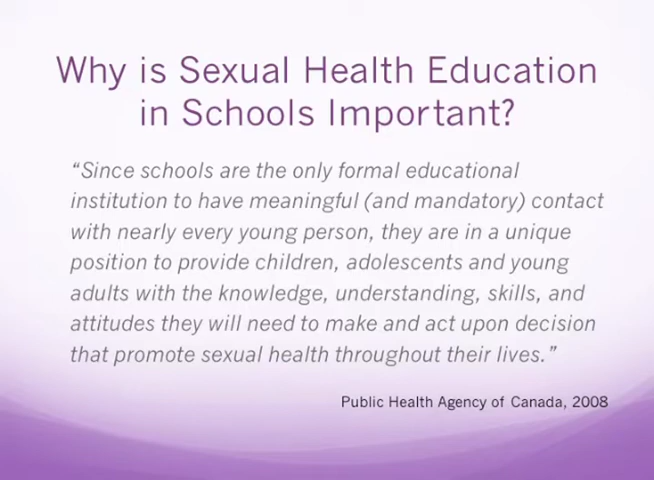 Why is Sexual Health Education
in Schools Important?
“Since schools are the only formal educational
institution to have meaningful (and mandatory) contact
with nearly every young person, they are in a unique
position to provide children, adolescents and young
adults with the knowledge, understanding, skills, and
attitudes they will need to make and act upon decision
that promote sexual health throughout their lives.”
Public Health Agency of Canada, 2008